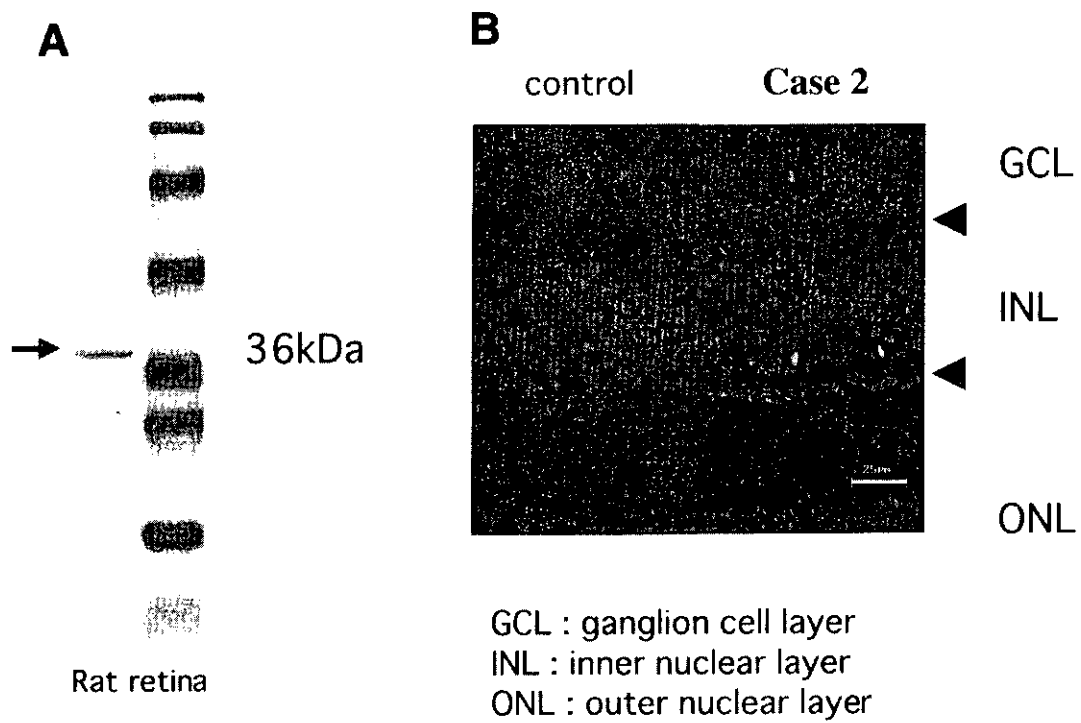 A
36kDa
Rat retina
B
control Case 2
GCL
INL
ONL
GCL : ganglion cell layer
INL : inner nuclear layer
ONL : outer nuclear layer